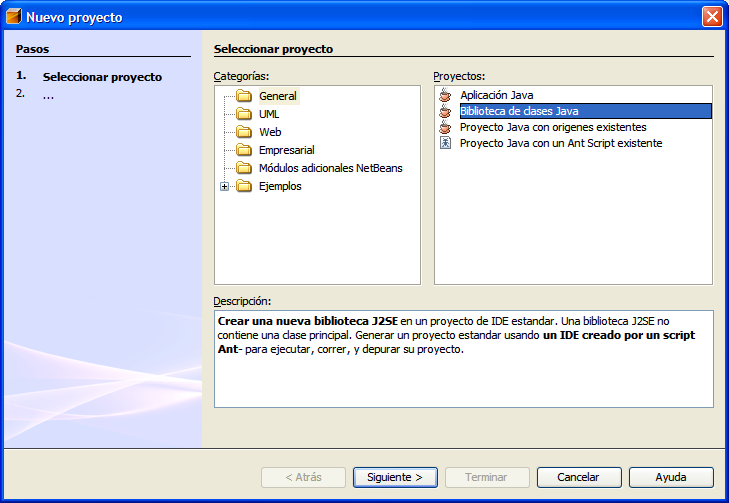 Nuevo proyecto
Pasos
1. Seleccionar proyecto
2. ...
Seleccionar proyecto
Categorías:
General
UML
Web
Empresarial
Módulos adicionales NetBeans
Ejemplos
Proyectos:
Aplicación Java
Biblioteca de clases Java
Proyecto Java con origenes existentes
Proyecto Java con un Ant Script existente
Descripción:
Crear una nueva biblioteca J2SE en un proyecto de IDE estandar. Una biblioteca J2SE no
contiene una clase principal. Generar un proyecto estandar usando un IDE creado por un script
Ant- para ejecutar, correr, y depurar su proyecto.
< Atrás
Siguiente >
Terminar
Cancelar
Ayuda